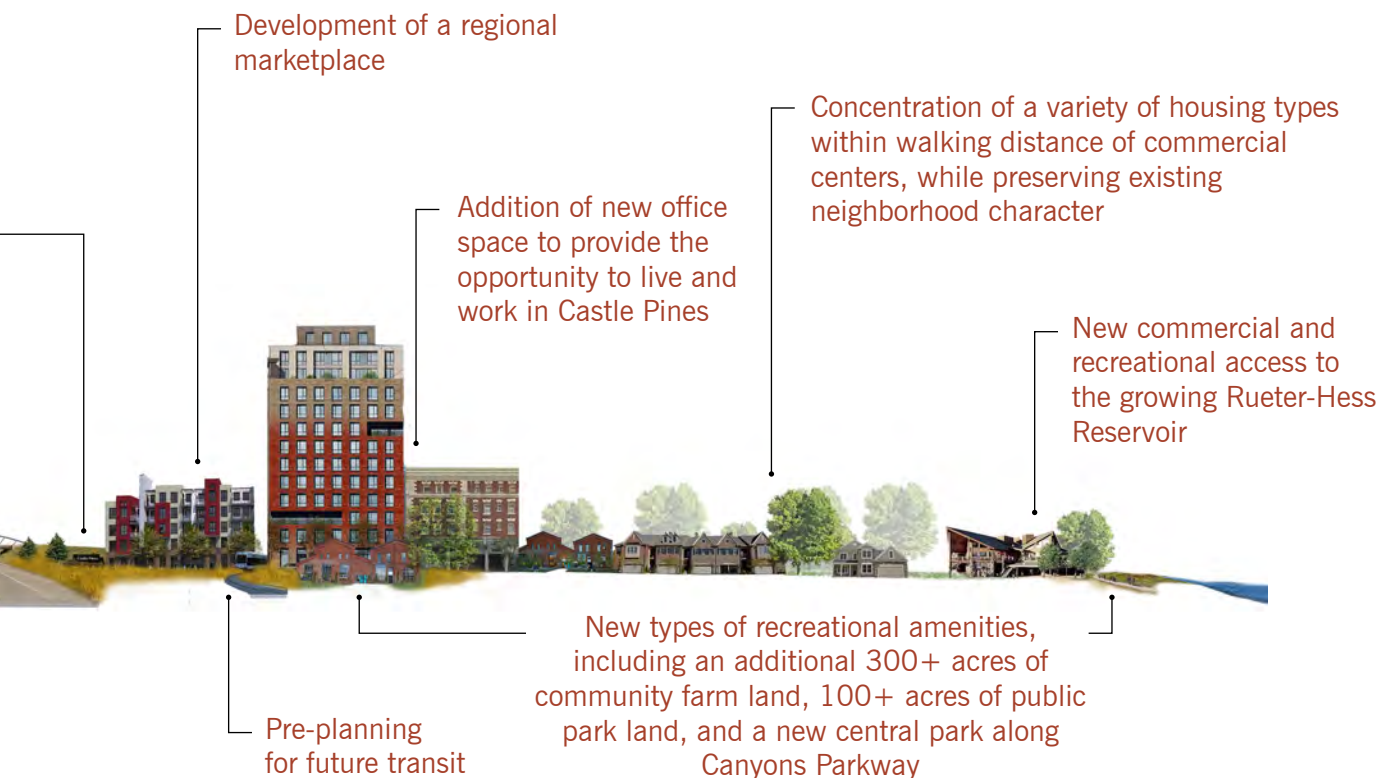 Development of a regional
marketplace
Concentration of a variety of housing types
within walking distance of commercial
centers, while preserving existing
neighborhood character
Addition of new office
space to provide the
opportunity to live and
work in Castle Pines
New commercial and
recreational access to
the growing Rueter-Hess
Reservoir
New types of recreational amenities,
including an additional 300+ acres of
community farm land, 100+ acres of public
park land, and a new central park along
Canyons Parkway
Pre-planning
for future transit